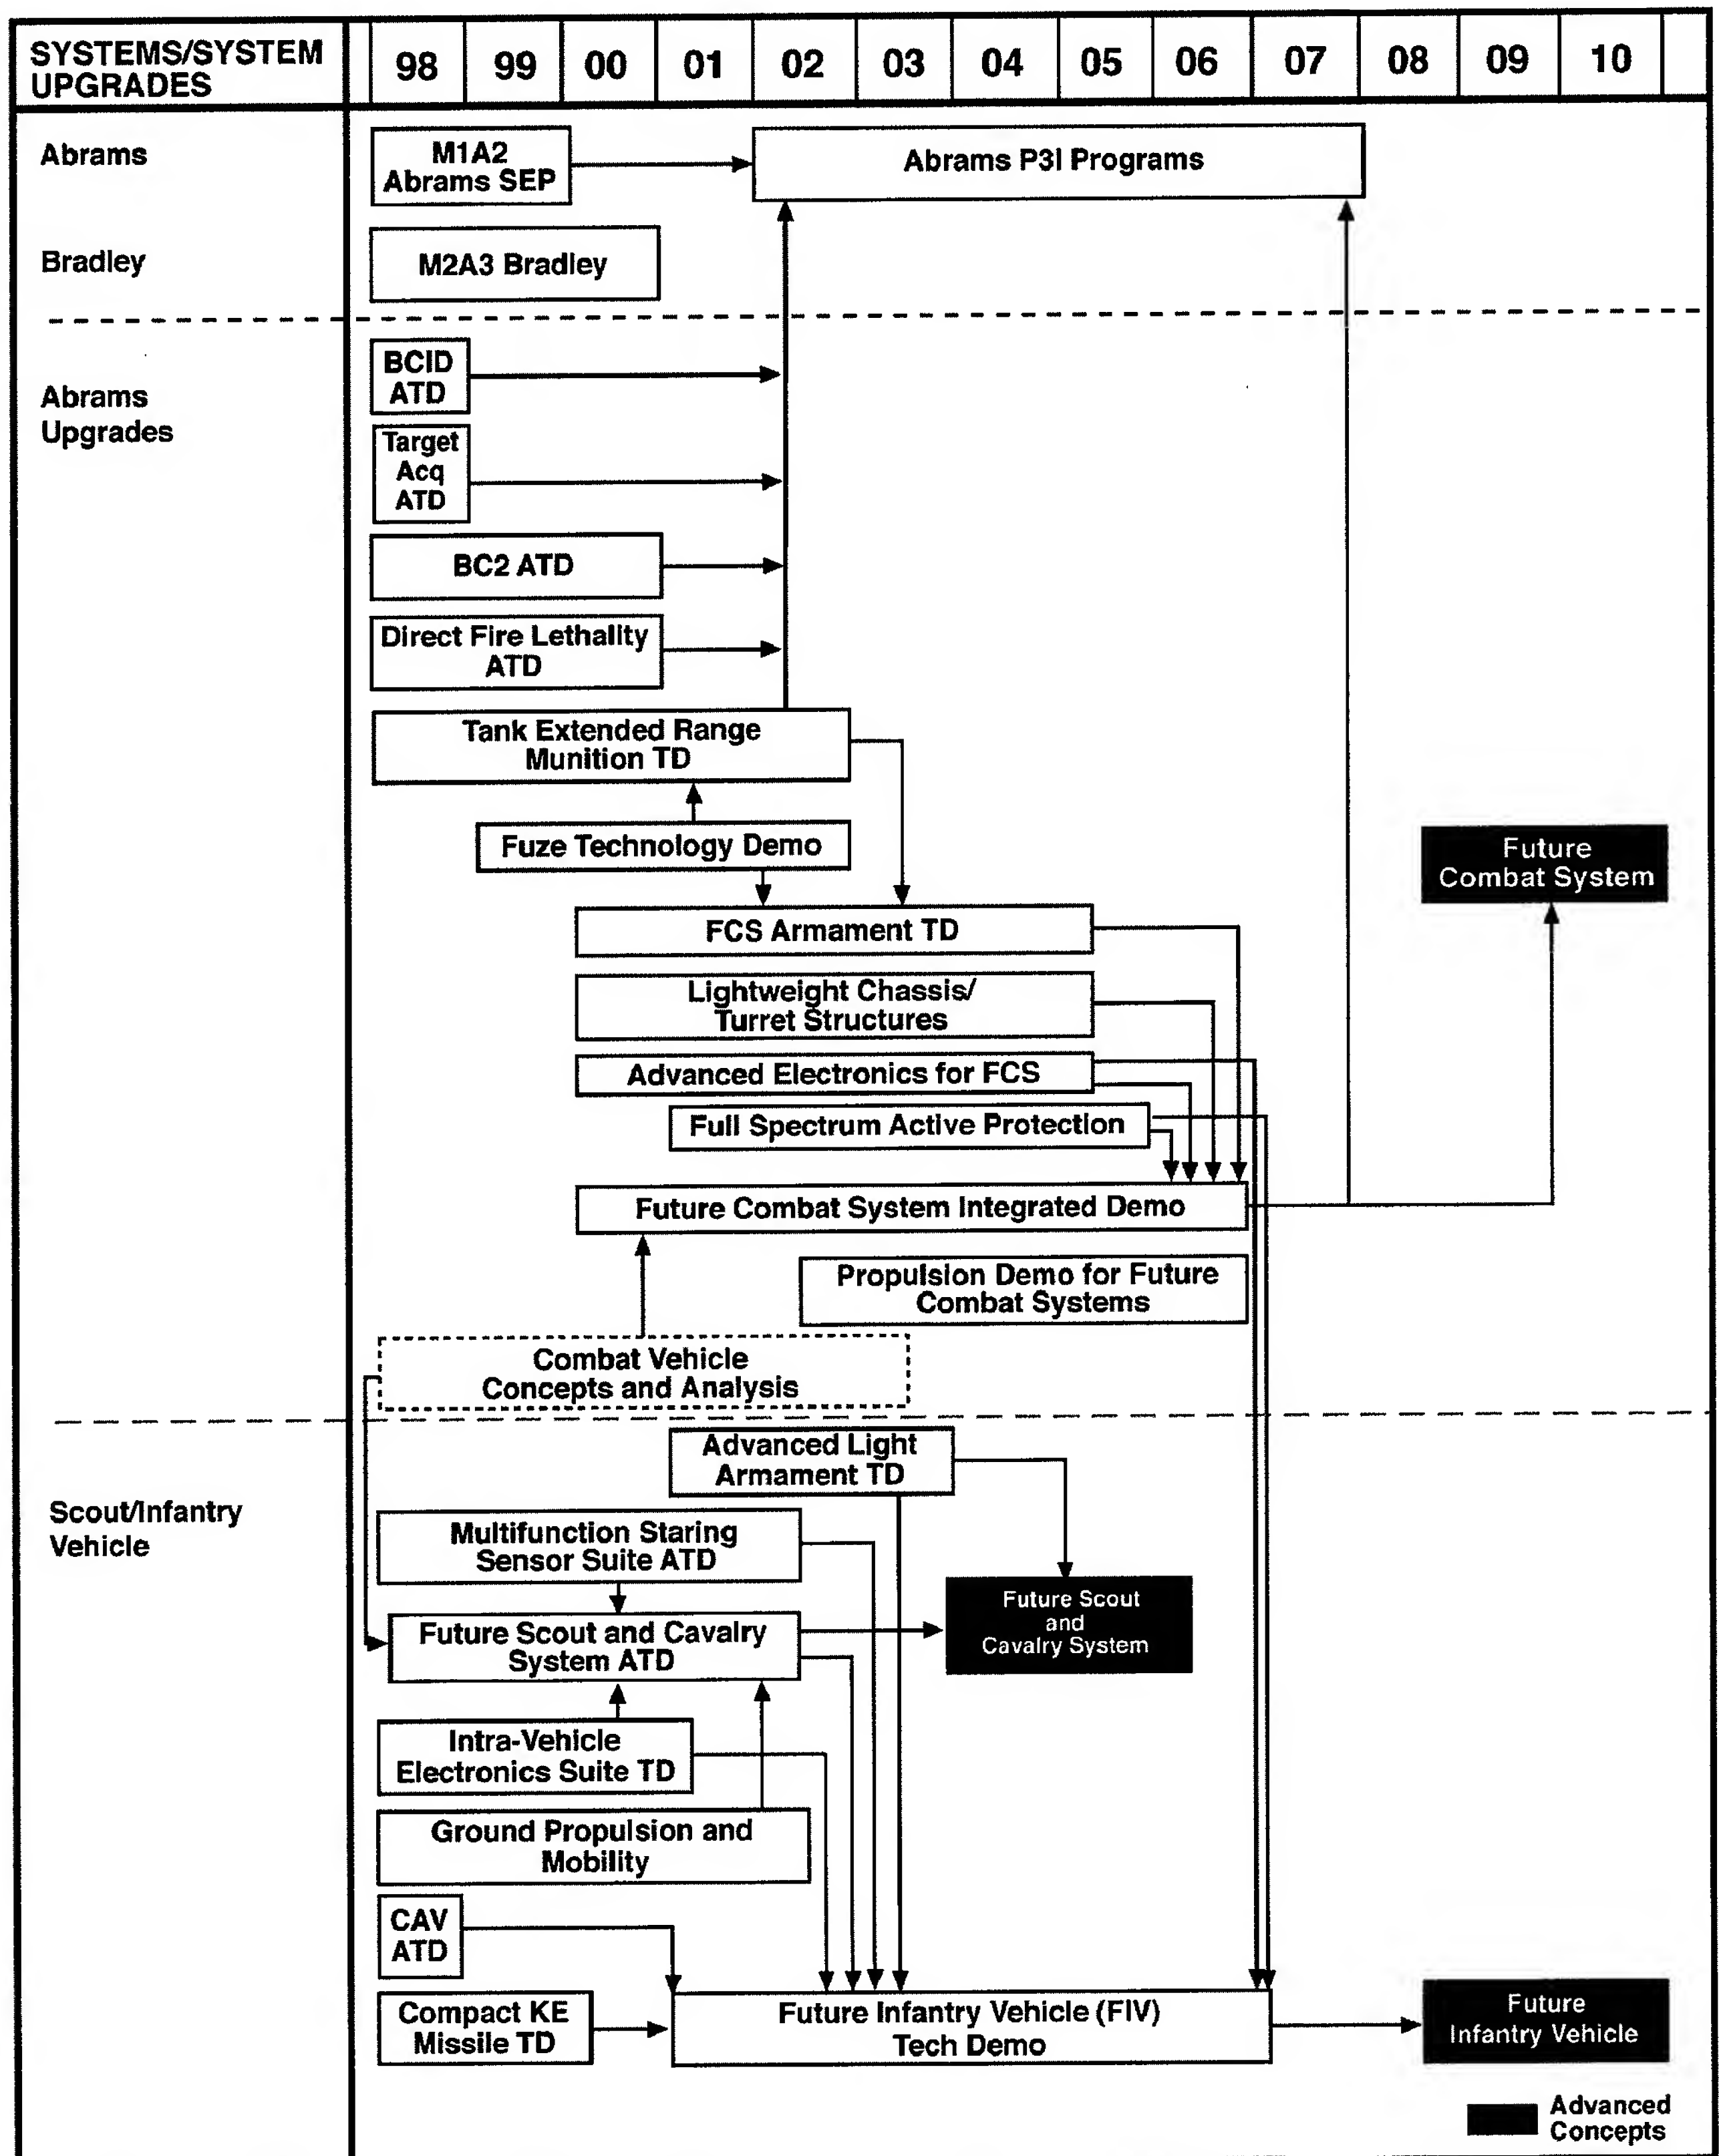 SYSTEMS/SYSTEM
UPGRADES
98 99 00 01 02 03 04 05 06 07 08 09 10
Abrams
M1A2
Abrams SEP
Abrams P3I Programs
Bradley
M2A3 Bradley
Abrams
Upgrades
BCID
ATD
Target
Acq
ATD
BC2 ATD
Direct Fire Lethality
ATD
Tank Extended Range
Munition TD
Fuze Technology Demo
Future
Combat System
FCS Armament TD
Lightweight Chassis/
Turret Structures
Advanced Electronics for FCS
Full Spectrum Active Protection
Future Combat System Integrated Demo
Propulsion Demo for Future
Combat Systems
Combat Vehicle
Concepts and Analysis
Scout/Infantry
Vehicle
Advanced Light
Armament TD
Multifunction Staring
Sensor Suite ATD
Future Scout
and
Cavalry System
Future Scout and Cavalry
System ATD
Intra-Vehicle
Electronics Suite TD
Ground Propulsion and
Mobility
CAV
ATD
Compact KE
Missile TD
Future Infantry Vehicle (FIV)
Tech Demo
Future
Infantry Vehicle
Advanced
Concepts